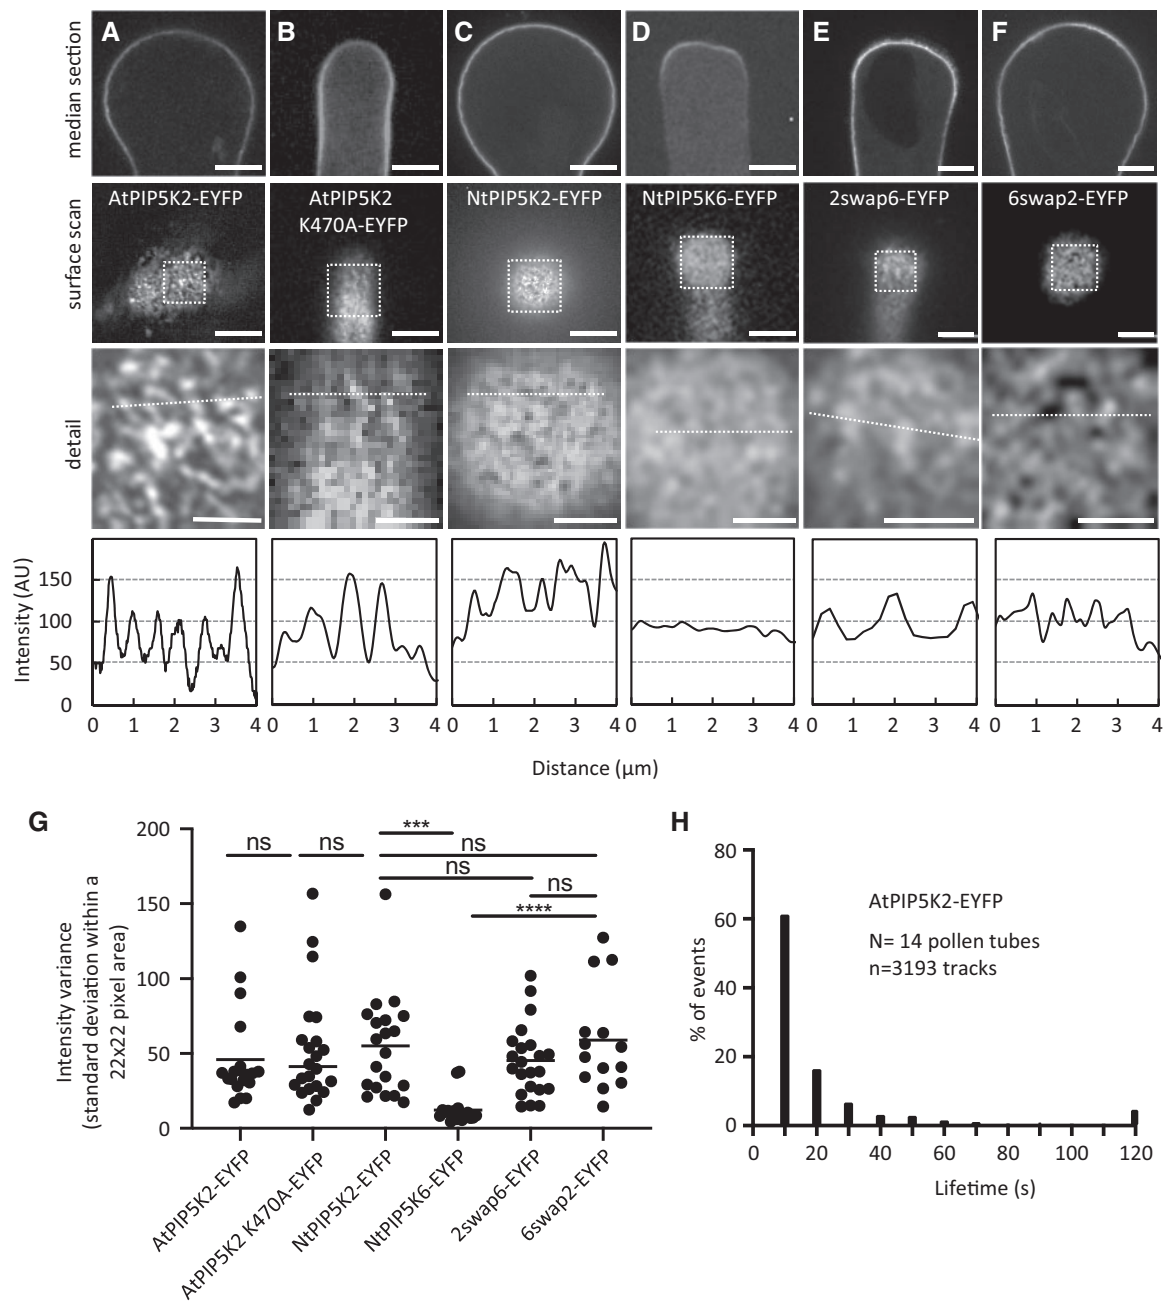 A B C D E F
median section
AtPIP5K2-EYFP
AtPIP5K2
K470A-EYFP
NtPIP5K2-EYFP
NtPIP5K6-EYFP
2swap6-EYFP
6swap2-EYFP
surface scan
detail
Intensity (AU)
150
100
50
0
0 1 2 3 4
0 1 2 3 4
0 1 2 3 4
0 1 2 3 4
0 1 2 3 4
0 1 2 3 4
Distance (µm)
G
Intensity variance
(standard deviation within a
22x22 pixel area)
200
150
100
50
0
***
ns
ns
ns
ns
ns
****
AtPIP5K2-EYFP
AtPIP5K2 K470A-EYFP
NtPIP5K2-EYFP
NtPIP5K6-EYFP
2swap6-EYFP
6swap2-EYFP
H
% of events
80
60
40
20
0
AtPIP5K2-EYFP
N= 14 pollen tubes
n=3193 tracks
0 20 40 60 80 100 120
Lifetime (s)